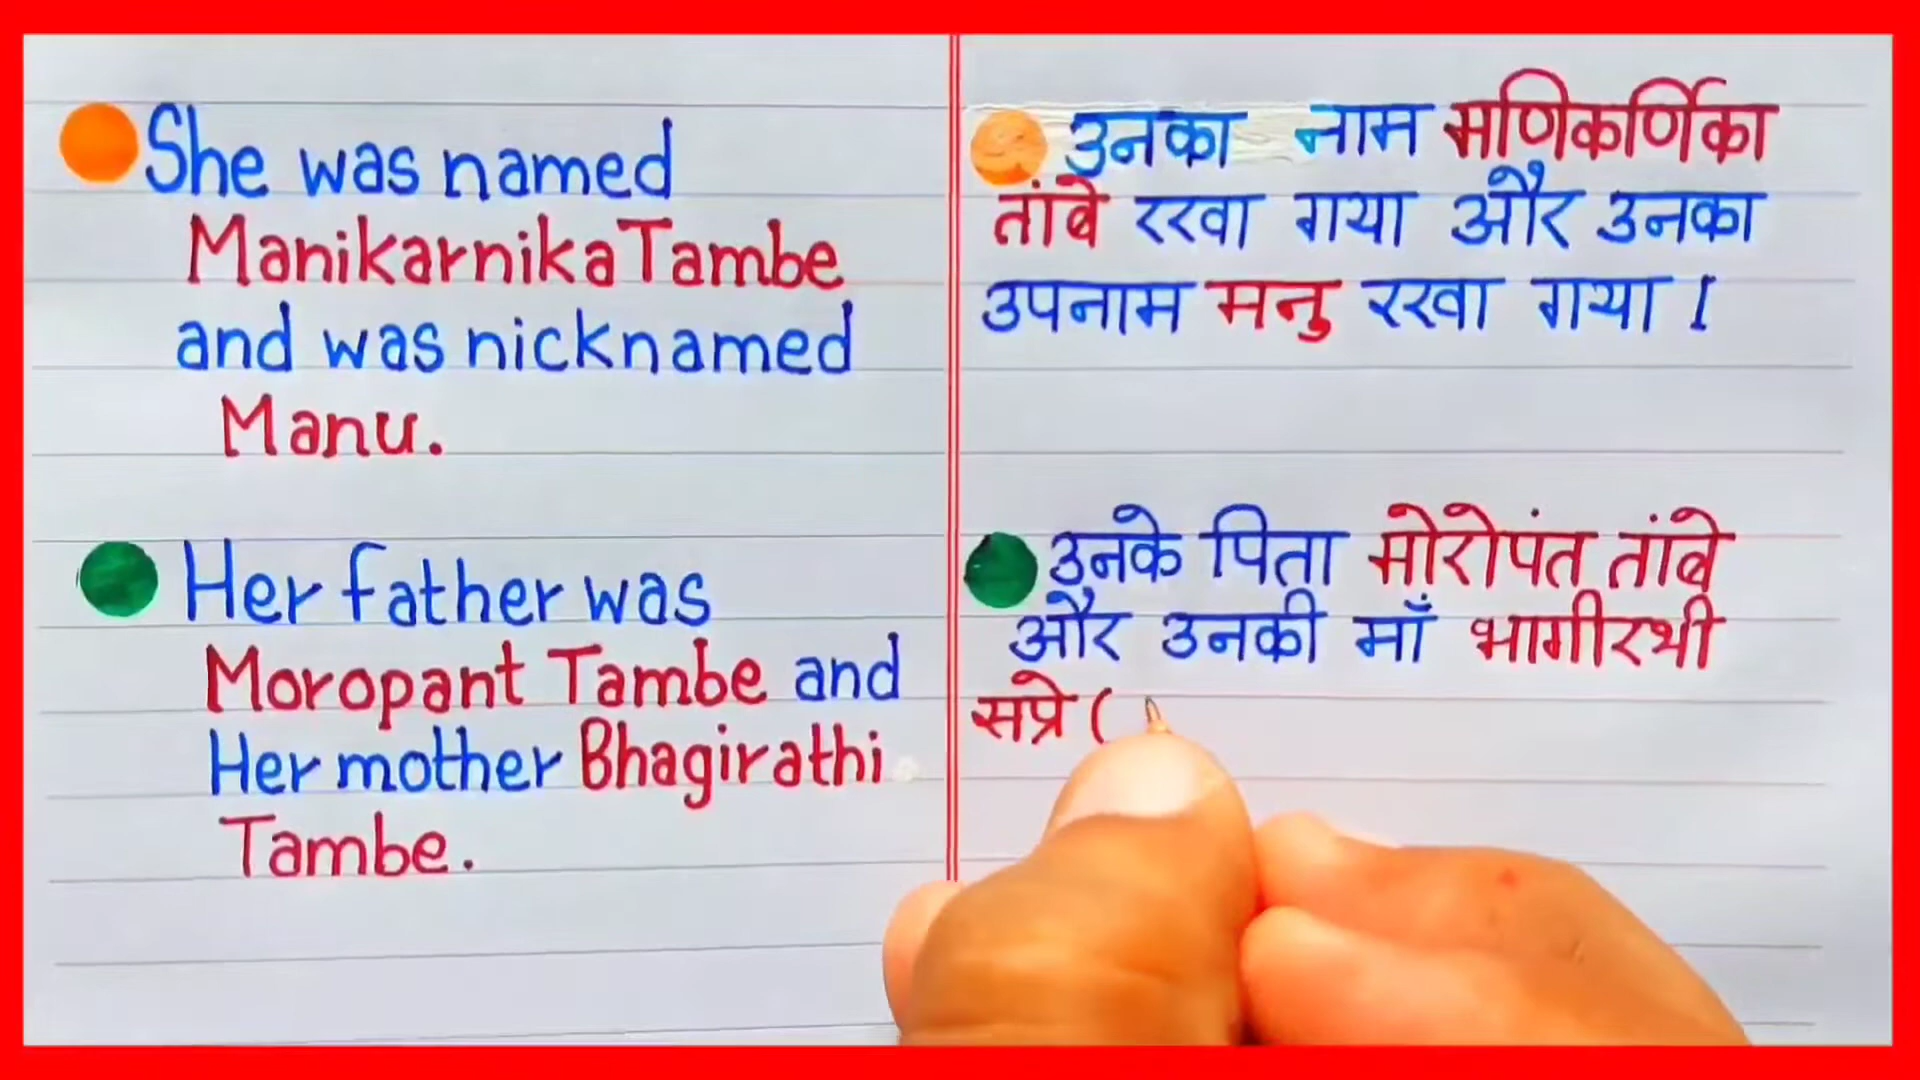 She was named
Manikarnika Tambe
and was nicknamed
Manu.
Her father was
Moropant Tambe and
Her mother Bhagirathi
Tambe.
उनका नाम मणिकर्णिका
तांबे रखा गया और उनका
उपनाम मनु रखा गया ।
उनके पिता मोरोपंत तांबे
और उनकी माँ भागीरथी
सप्रे (